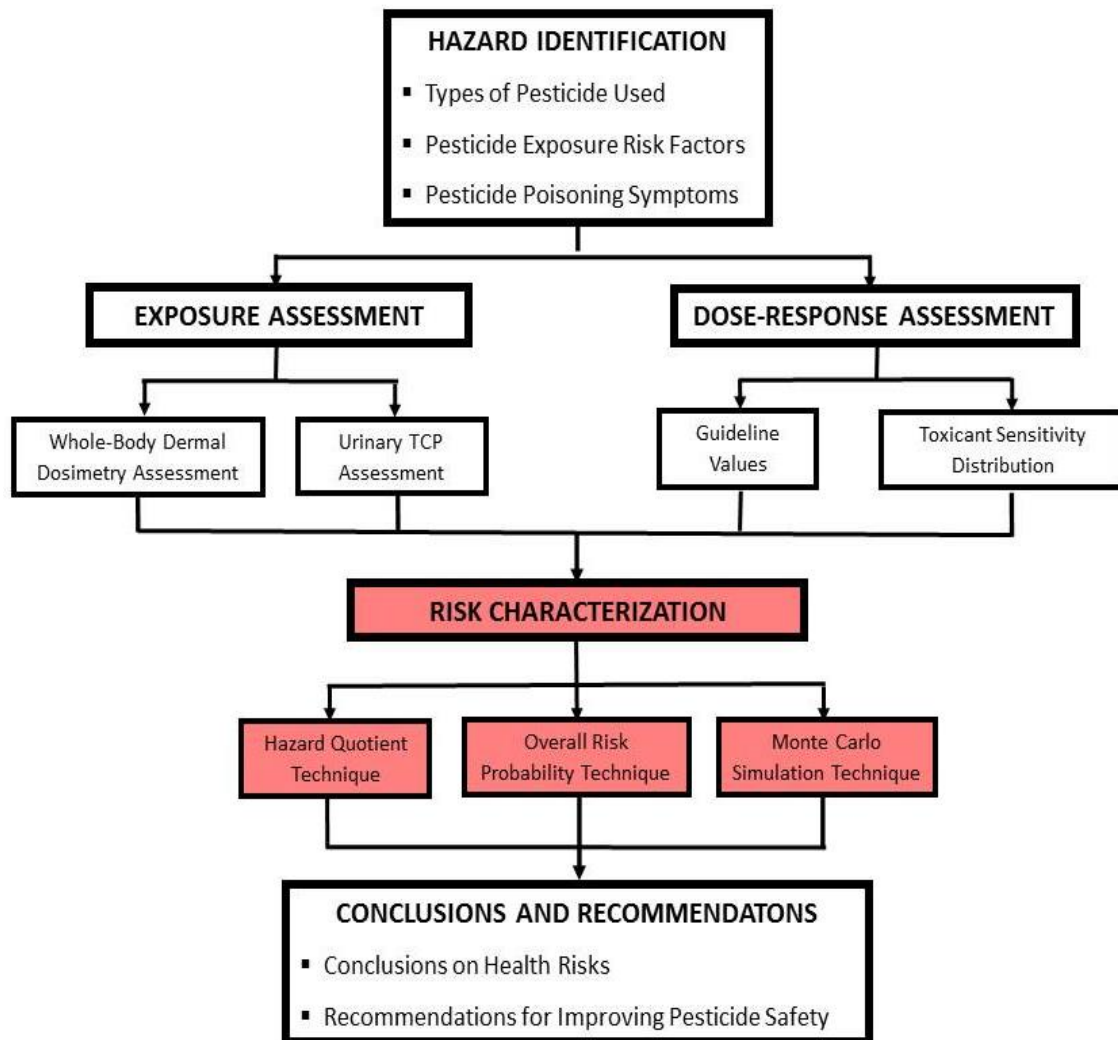 HAZARD IDENTIFICATION
▪ Types of Pesticide Used
▪ Pesticide Exposure Risk Factors
▪ Pesticide Poisoning Symptoms
EXPOSURE ASSESSMENT
DOSE-RESPONSE ASSESSMENT
Whole-Body Dermal
Dosimetry Assessment
Urinary TCP
Assessment
Guideline
Values
Toxicant Sensitivity
Distribution
RISK CHARACTERIZATION
Hazard Quotient
Technique
Overall Risk
Probability Technique
Monte Carlo
Simulation Technique
CONCLUSIONS AND RECOMMENDATONS
▪ Conclusions on Health Risks
▪ Recommendations for Improving Pesticide Safety